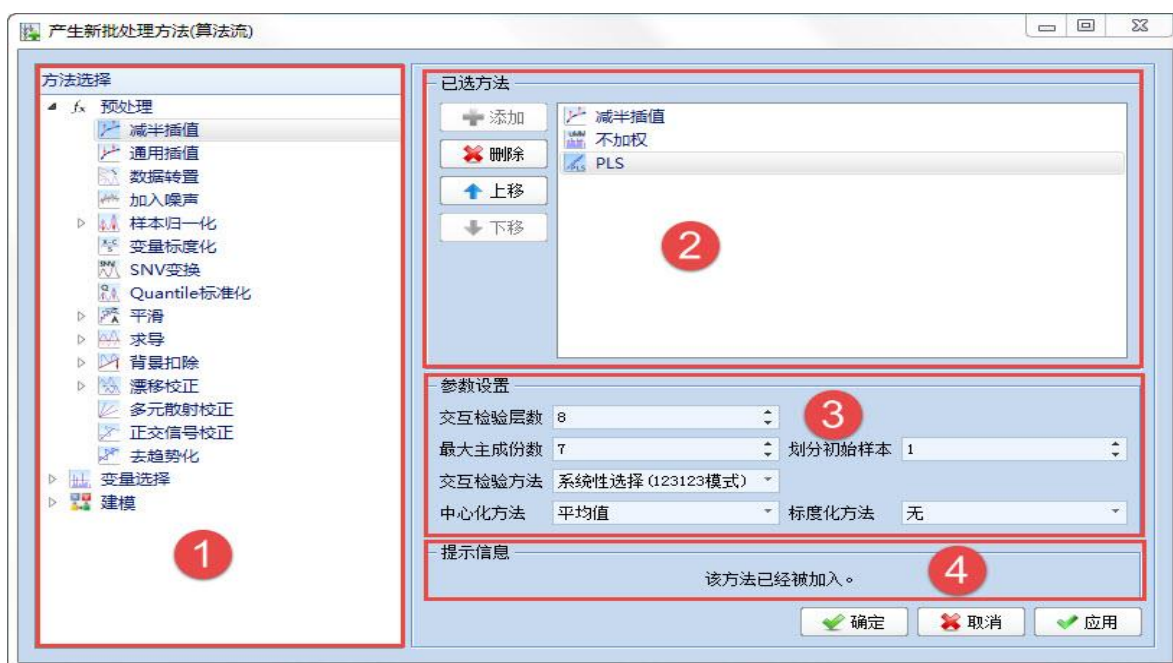 产生新批处理方法(算法流)
方法选择
fx 预处理
减半插值
通用插值
数据转置
加入噪声
样本归一化
变量标度化
SNV变换
Quantile标准化
平滑
求导
背景扣除
漂移校正
多元散射校正
正交信号校正
去趋势化
变量选择
建模
1
已选方法
添加
删除
上移
下移
减半插值
不加权
PLS
2
参数设置
交互检验层数 8
3
最大主成份数 7 划分初始样本 1
交互检验方法 系统性选择(123123模式)
中心化方法 平均值 标度化方法 无
提示信息
该方法已经被加入。
4
确定 取消 应用